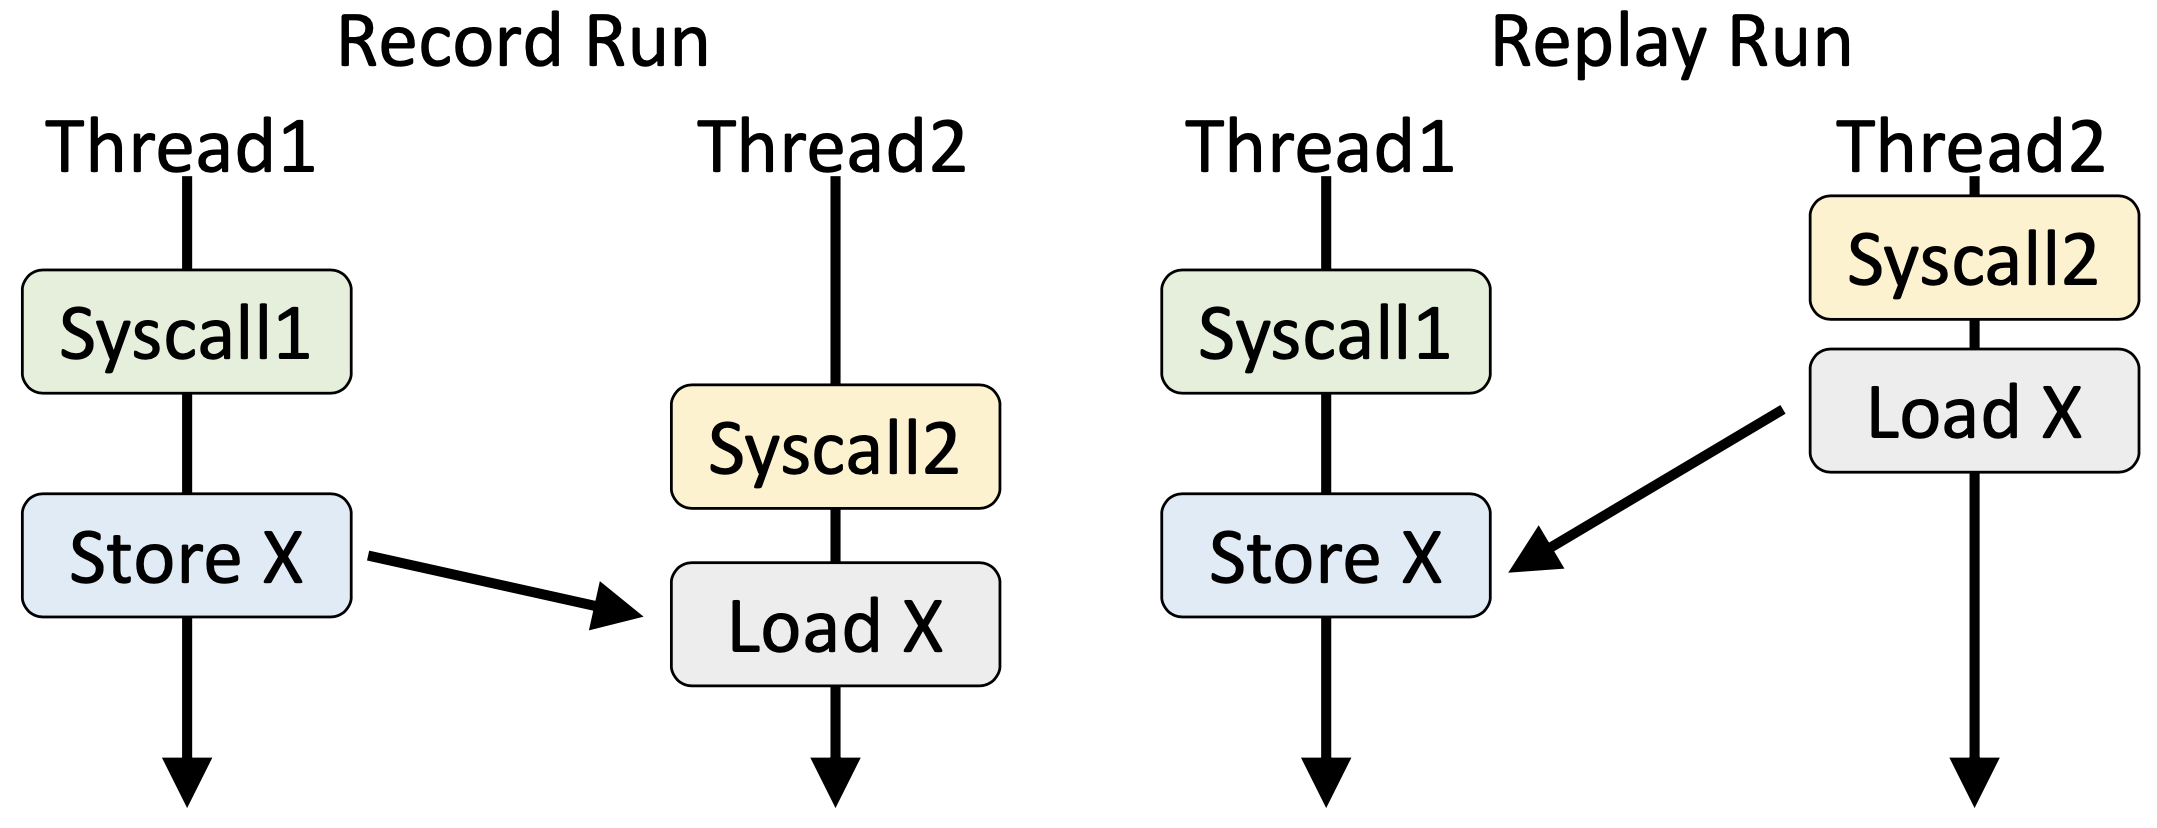 Record Run
Thread1
Thread2
Syscall1
Syscall2
Store X
Load X
Replay Run
Thread1
Thread2
Syscall2
Syscall1
Load X
Store X